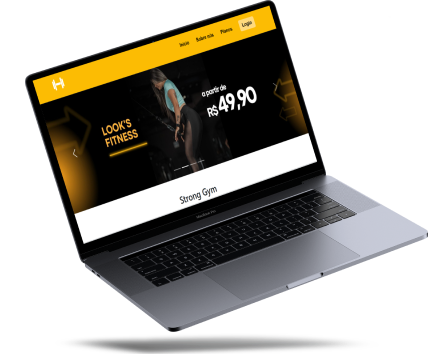 Início Sobre nós Planos Login
LOOK'S
FITNESS
a partir de
R$49,90
Strong Gym
MacBook Pro